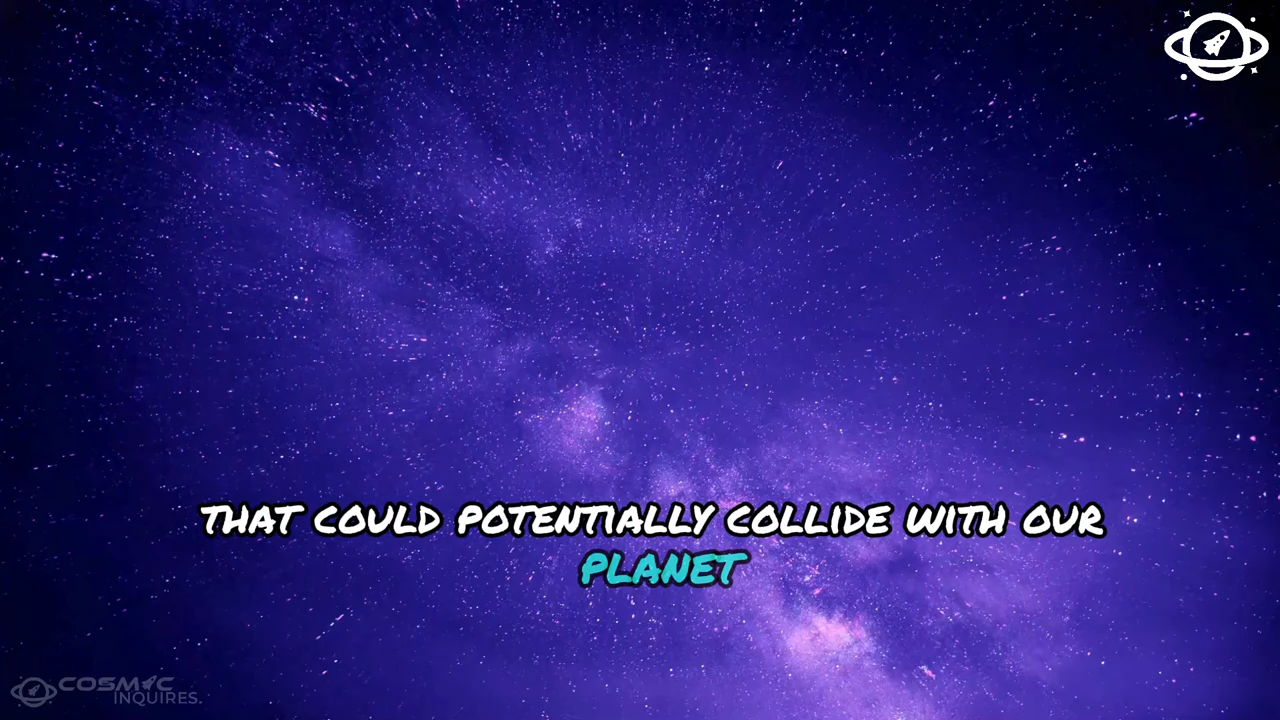 THAT COULD POTENTIALLY COLLIDE WITH OUR
PLANET
COSMIC
INQUIRES.